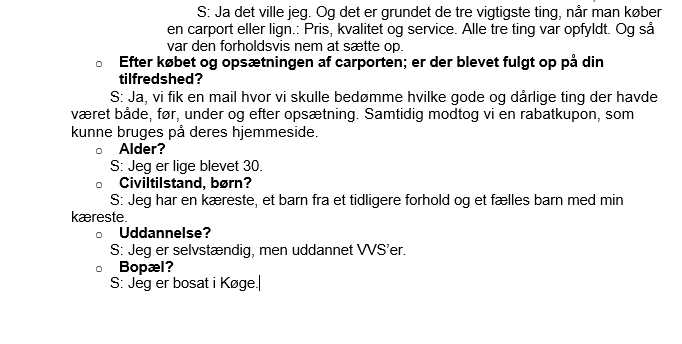 S: Ja det ville jeg. Og det er grundet de tre vigtigste ting, når man køber
en carport eller lign.: Pris, kvalitet og service. Alle tre ting var opfyldt. Og så
var den forholdsvis nem at sætte op.
o Efter købet og opsætningen af carporten; er der blevet fulgt op på din
tilfredshed?
S: Ja, vi fik en mail hvor vi skulle bedømme hvilke gode og dårlige ting der havde
været både, før, under og efter opsætning. Samtidig modtog vi en rabatkupon, som
kunne bruges på deres hjemmeside.
o Alder?
S: Jeg er lige blevet 30.
o Civiltilstand, børn?
S: Jeg har en kæreste, et barn fra et tidligere forhold og et fælles barn med min
kæreste.
o Uddannelse?
S: Jeg er selvstændig, men uddannet VVS'er.
o Bopæl?
S: Jeg er bosat i Køge.